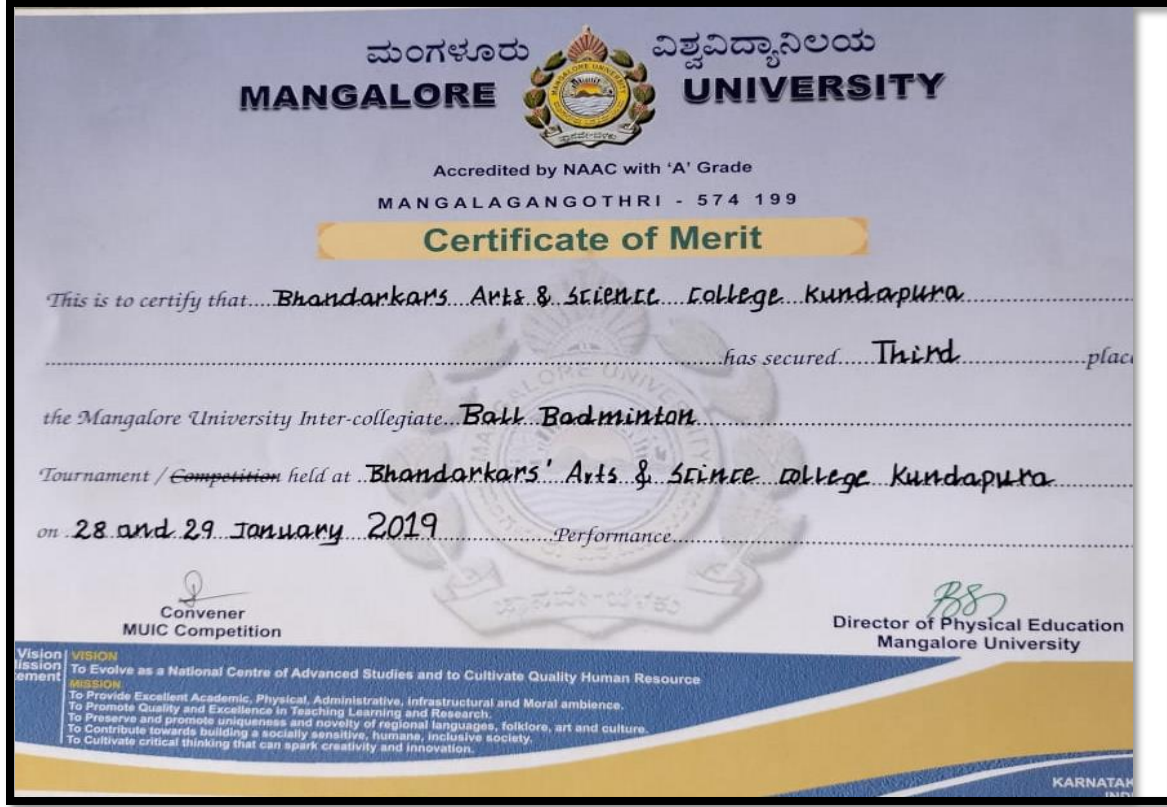 ಮಂಗಳೂರು ವಿಶ್ವವಿದ್ಯಾನಿಲಯ
MANGALORE UNIVERSITY
Accredited by NAAC with 'A' Grade
MANGALAGANGOTHRI - 574 199
Certificate of Merit
This is to certify that....Bhandarkars Arts & Science College Kundapura
has secured.....Third...............place
the Mangalore University Inter-collegiate...Ball Badminton
Tournament / Competition held at ..Bhandarkars' Arts & Scince college Kundapura
on 28 and 29 January 2019 Performance
Convener
MUIC Competition
Director of Physical Education
Mangalore University
Vision
ission
tement
VISION
To Evolve as a National Centre of Advanced Studies and to Cultivate Quality Human Resource
MISSION
To Provide Excellent Academic, Physical, Administrative, infrastructural and Moral ambience.
To Promote Quality and Excellence in Teaching Learning and Research.
To Preserve and promote uniqueness and novelty of regional languages, folklore, art and culture.
To Contribute towards building a socially sensitive, humane, inclusive society.
To Cultivate critical thinking that can spark creativity and innovation.
KARNATAK